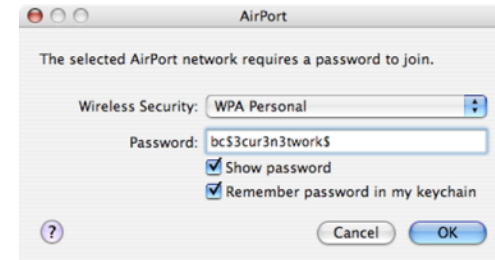 AirPort
The selected AirPort network requires a password to join.
Wireless Security: WPA Personal
Password: bc$3cur3n3twork$
Show password
Remember password in my keychain
? Cancel OK